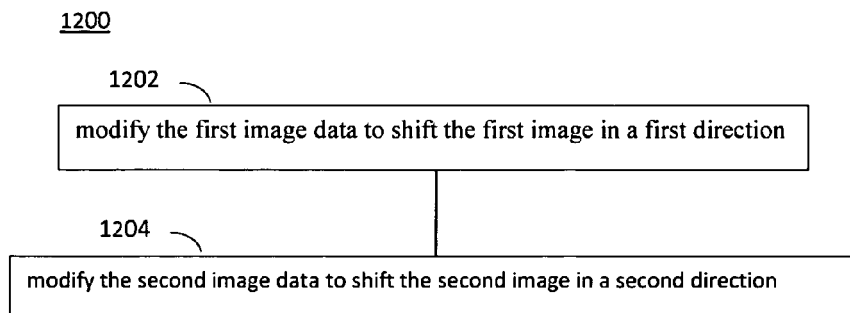 1200
1202
modify the first image data to shift the first image in a first direction
1204
modify the second image data to shift the second image in a second direction